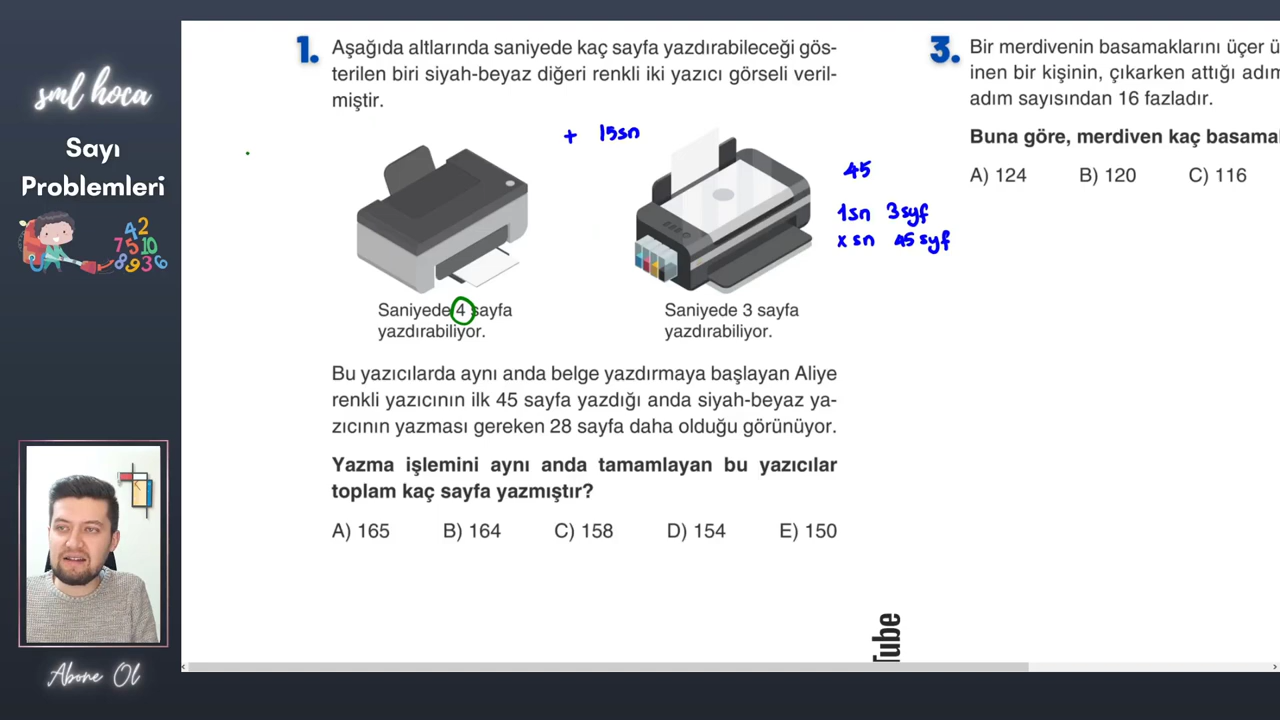 sml hoca
Sayı
Problemleri
Abone Ol
1. Aşağıda altlarında saniyede kaç sayfa yazdırabileceği gös-
terilen biri siyah-beyaz diğeri renkli iki yazıcı görseli veril-
miştir.
+ 15sn
45
1sn 3 syf
x sn 45 syf
Saniyede 4 sayfa
yazdırabiliyor.
Saniyede 3 sayfa
yazdırabiliyor.
Bu yazıcılarda aynı anda belge yazdırmaya başlayan Aliye
renkli yazıcının ilk 45 sayfa yazdığı anda siyah-beyaz ya-
zıcının yazması gereken 28 sayfa daha olduğu görünüyor.
Yazma işlemini aynı anda tamamlayan bu yazıcılar
toplam kaç sayfa yazmıştır?
A) 165 B) 164 C) 158 D) 154 E) 150
3. Bir merdivenin basamaklarını üçer ü
inen bir kişinin, çıkarken attığı adım
adım sayısından 16 fazladır.
Buna göre, merdiven kaç basama
A) 124 B) 120 C) 116
Tube